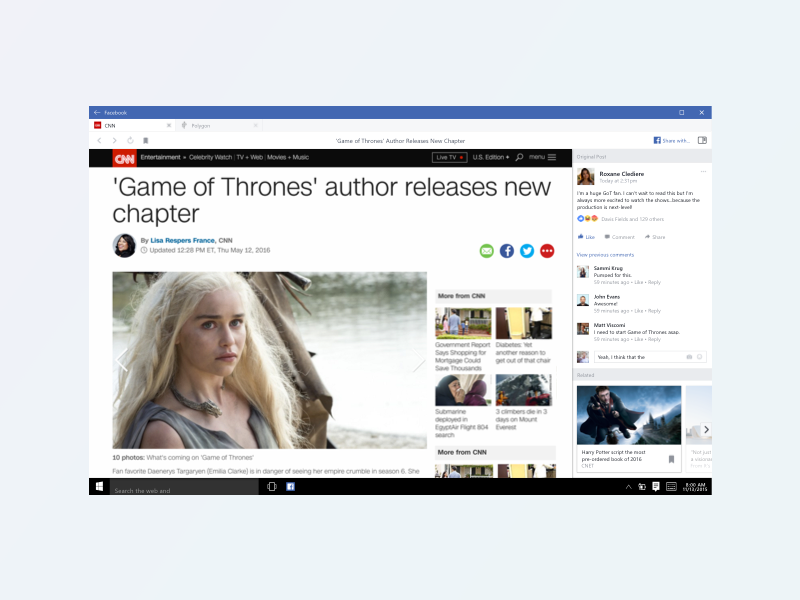 Facebook
CNN
Polygon
'Game of Thrones' Author Releases New Chapter
Share with...
CNN
Entertainment » Celebrity Watch | TV + Web | Movies + Music
Live TV
U.S. Edition +
menu
'Game of Thrones' author releases new
chapter
By Lisa Respers France, CNN
Updated 12:28 PM ET, Thu May 12, 2016
10 photos: What's coming on 'Game of Thrones'
Fan favorite Daenerys Targaryen (Emilia Clarke) is in danger of seeing her empire crumble in season 6. She
More from CNN
Government Report
Says Shopping for
Mortgage Could
Save Thousands
Diabetes: Yet
another reason to
get out of that chair
Submarine
deployed in
EgyptAir Flight 804
search
3 climbers die in 3
days on Mount
Everest
More from CNN
Original Post
Roxane Clediere
Today at 2:31pm
I'm a huge GoT fan. I can't wait to read this but I'm
always more excited to watch the shows...because the
production is next-level!
Davis Fields and 129 others
Like
Comment
Share
View previous comments
Sammi Krug
Pumped for this.
59 minutes ago • Like • Reply
John Evans
Awesome!
59 minutes ago • Like • Reply
Matt Viscomi
I need to start Game of Thrones asap.
59 minutes ago • Like • Reply
Yeah, I think that the
Related
Harry Potter script the most
pre-ordered book of 2016
CNET
"Not just
a volcano
Search the web and
8:00 AM
11/13/2015